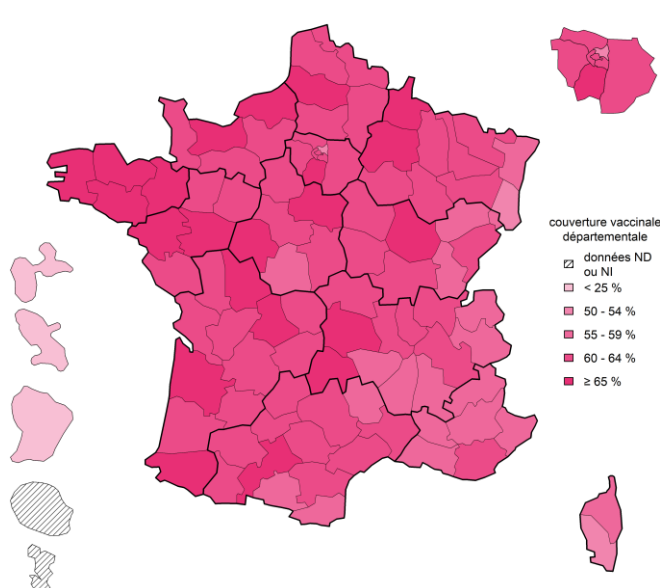 couverture vaccinale
départementale
données ND
ou NI
< 25 %
50 - 54 %
55 - 59 %
60 - 64 %
≥ 65 %